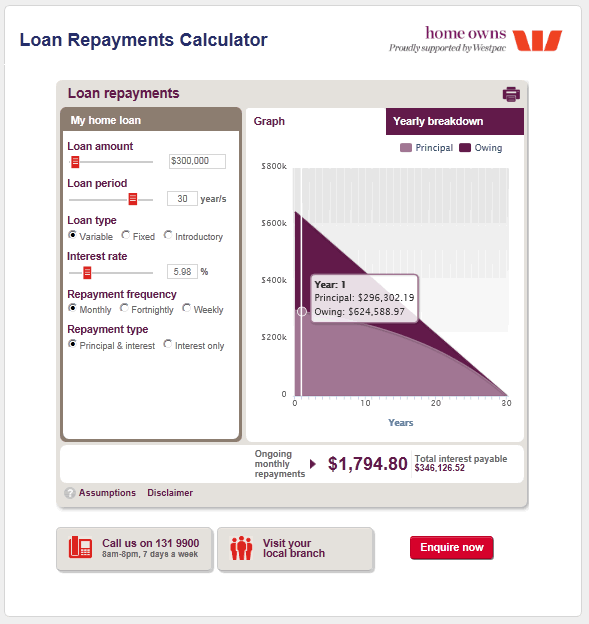 Loan Repayments Calculator
home owns
Proudly supported by Westpac
Loan repayments
My home loan
Loan amount
$300,000
Loan period
30 year/s
Loan type
Variable Fixed Introductory
Interest rate
5.98 %
Repayment frequency
Monthly Fortnightly Weekly
Repayment type
Principal & interest Interest only
Graph
Yearly breakdown
Principal Owing
$800k
$600k
$400k
$200k
0
Year: 1
Principal: $296,302.19
Owing: $624,588.97
0 10 20 30
Years
Ongoing
monthly
repayments
$1,794.80
Total interest payable
$346,126.52
? Assumptions Disclaimer
Call us on 131 9900
8am-8pm, 7 days a week
Visit your
local branch
Enquire now